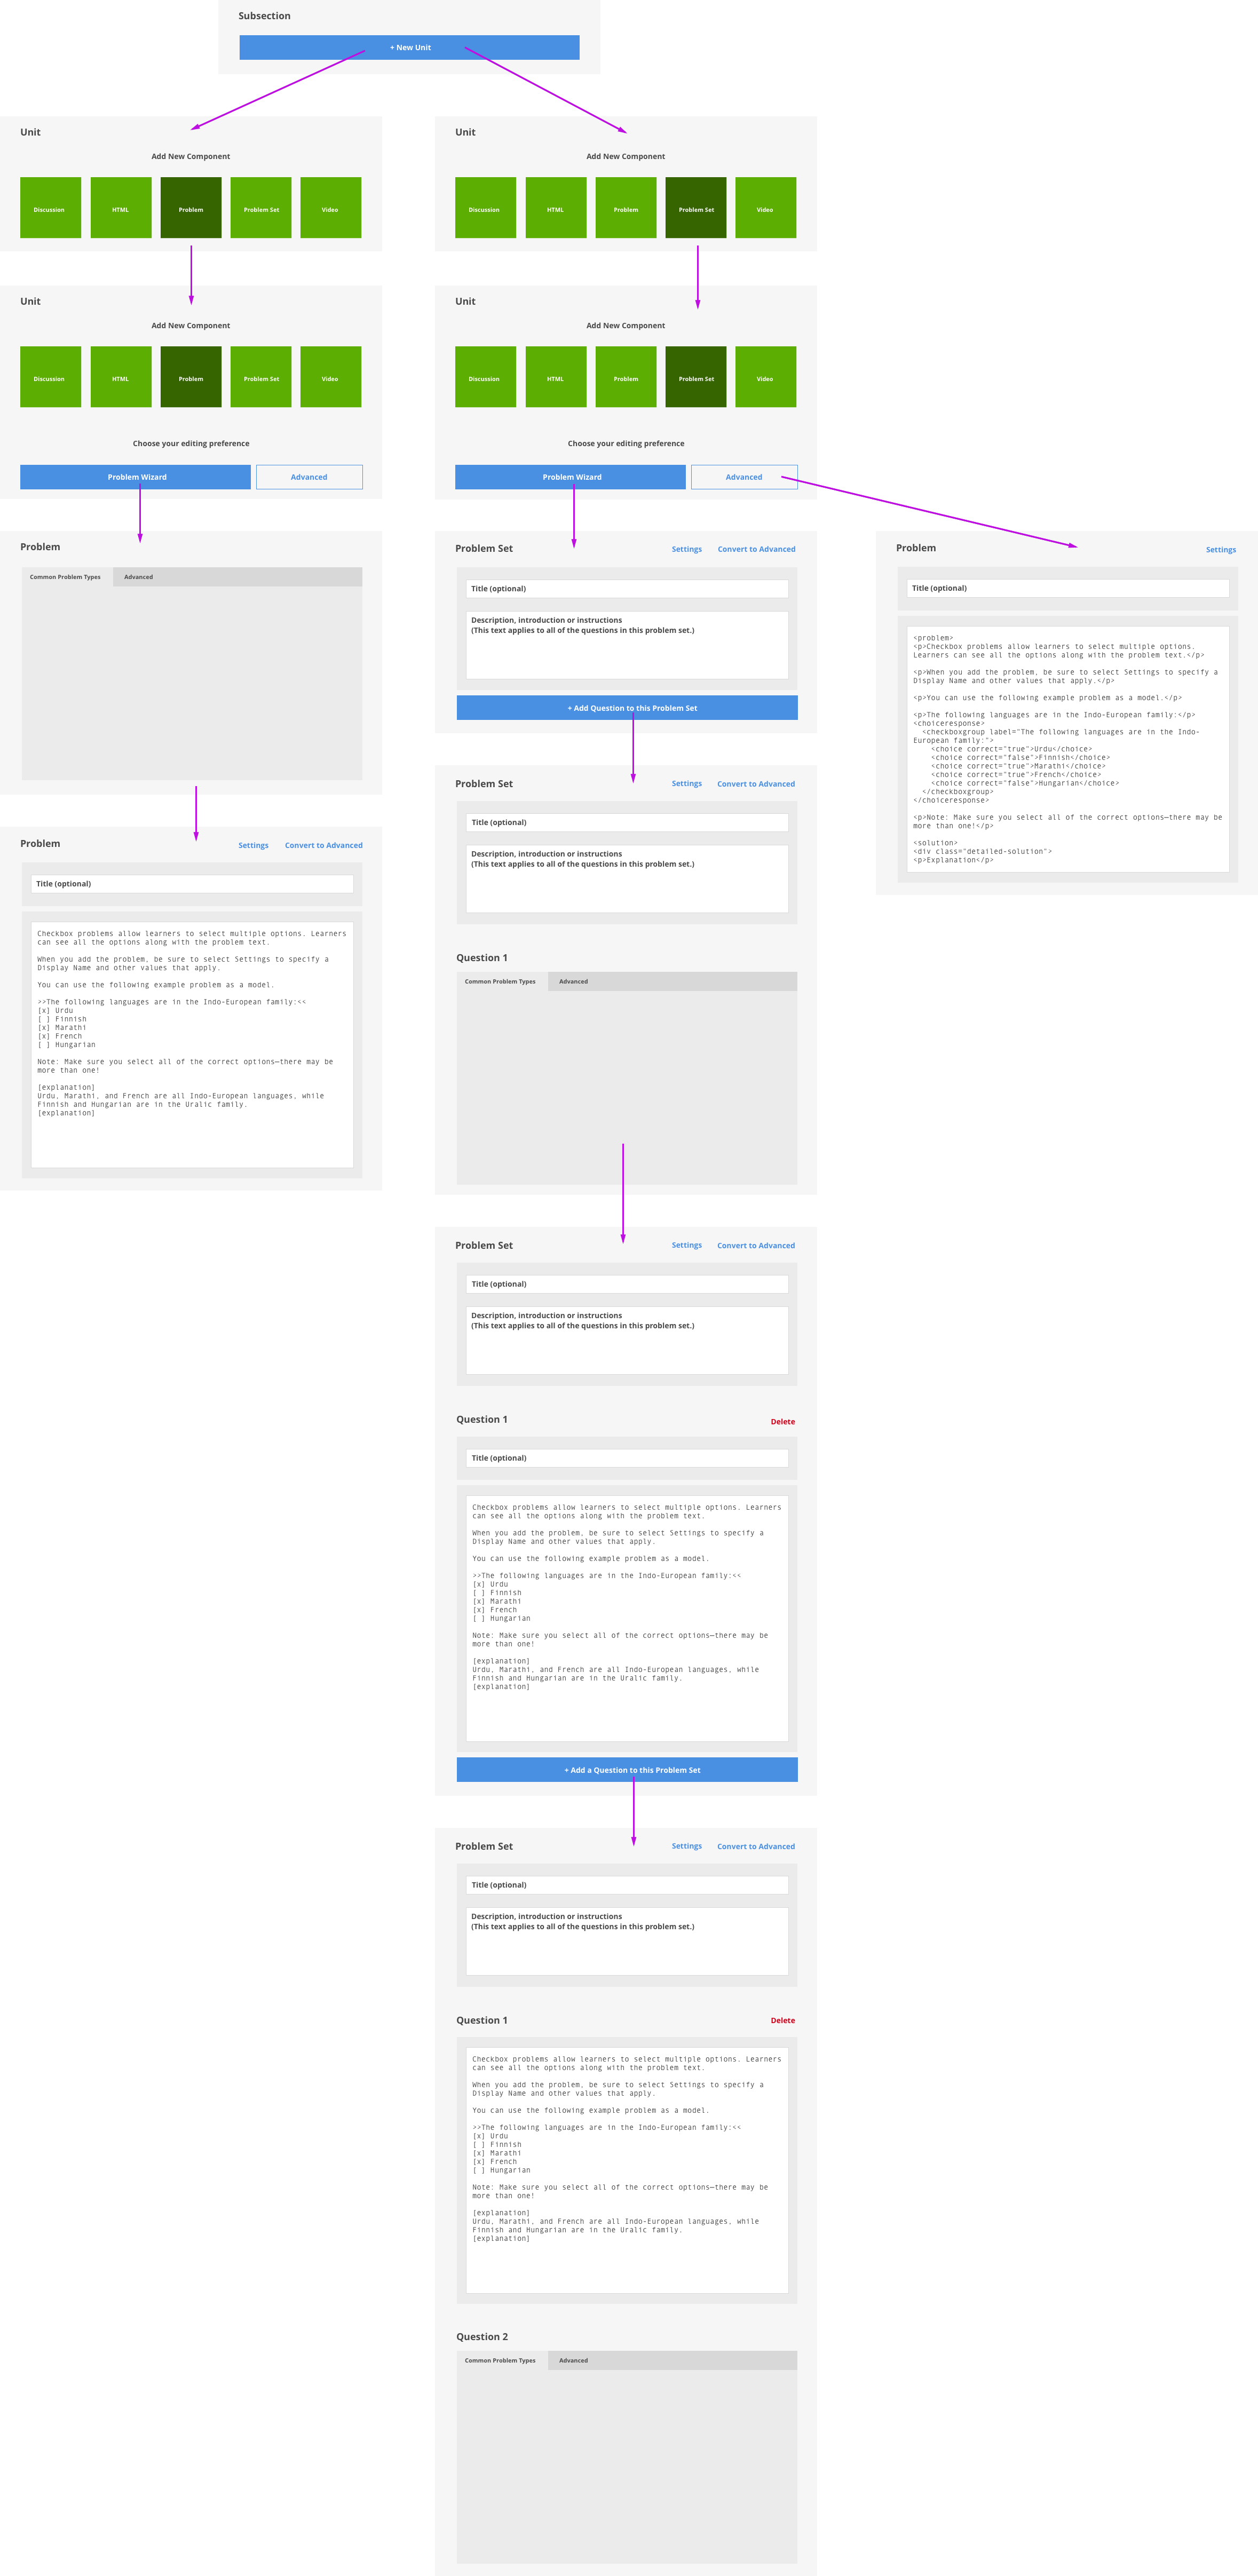 Subsection
+ New Unit
Unit
Add New Component
Discussion
HTML
Problem
Problem Set
Video
Unit
Add New Component
Discussion
HTML
Problem
Problem Set
Video
Unit
Add New Component
Discussion
HTML
Problem
Problem Set
Video
Choose your editing preference
Problem Wizard
Advanced
Unit
Add New Component
Discussion
HTML
Problem
Problem Set
Video
Choose your editing preference
Problem Wizard
Advanced
Problem
Common Problem Types
Advanced
Problem
Settings
Convert to Advanced
Title (optional)
Checkbox problems allow learners to select multiple options. Learners
can see all the options along with the problem text.
When you add the problem, be sure to select Settings to specify a
Display Name and other values that apply.
You can use the following example problem as a model.
>>The following languages are in the Indo-European family:<<
[x] Urdu
[ ] Finnish
[x] Marathi
[x] French
[ ] Hungarian
Note: Make sure you select all of the correct options—there may be
more than one!
[explanation]
Urdu, Marathi, and French are all Indo-European languages, while
Finnish and Hungarian are in the Uralic family.
[explanation]
Problem Set
Settings
Convert to Advanced
Title (optional)
Description, introduction or instructions
(This text applies to all of the questions in this problem set.)
+ Add Question to this Problem Set
Problem Set
Settings
Convert to Advanced
Title (optional)
Description, introduction or instructions
(This text applies to all of the questions in this problem set.)
Question 1
Common Problem Types
Advanced
Problem Set
Settings
Convert to Advanced
Title (optional)
Description, introduction or instructions
(This text applies to all of the questions in this problem set.)
Question 1
Delete
Title (optional)
Checkbox problems allow learners to select multiple options. Learners
can see all the options along with the problem text.
When you add the problem, be sure to select Settings to specify a
Display Name and other values that apply.
You can use the following example problem as a model.
>>The following languages are in the Indo-European family:<<
[x] Urdu
[ ] Finnish
[x] Marathi
[x] French
[ ] Hungarian
Note: Make sure you select all of the correct options—there may be
more than one!
[explanation]
Urdu, Marathi, and French are all Indo-European languages, while
Finnish and Hungarian are in the Uralic family.
[explanation]
+ Add a Question to this Problem Set
Problem Set
Settings
Convert to Advanced
Title (optional)
Description, introduction or instructions
(This text applies to all of the questions in this problem set.)
Question 1
Delete
Checkbox problems allow learners to select multiple options. Learners
can see all the options along with the problem text.
When you add the problem, be sure to select Settings to specify a
Display Name and other values that apply.
You can use the following example problem as a model.
>>The following languages are in the Indo-European family:<<
[x] Urdu
[ ] Finnish
[x] Marathi
[x] French
[ ] Hungarian
Note: Make sure you select all of the correct options—there may be
more than one!
[explanation]
Urdu, Marathi, and French are all Indo-European languages, while
Finnish and Hungarian are in the Uralic family.
[explanation]
Question 2
Common Problem Types
Advanced
Problem
Settings
Title (optional)
<problem>
<p>Checkbox problems allow learners to select multiple options.
Learners can see all the options along with the problem text.</p>
<p>When you add the problem, be sure to select Settings to specify a
Display Name and other values that apply.</p>
<p>You can use the following example problem as a model.</p>
<p>The following languages are in the Indo-European family:</p>
<choiceresponse>
<checkboxgroup label="The following languages are in the Indo-
European family:">
<choice correct="true">Urdu</choice>
<choice correct="false">Finnish</choice>
<choice correct="true">Marathi</choice>
<choice correct="true">French</choice>
<choice correct="false">Hungarian</choice>
</checkboxgroup>
</choiceresponse>
<p>Note: Make sure you select all of the correct options—there may be
more than one!</p>
<solution>
<div class="detailed-solution">
<p>Explanation</p>